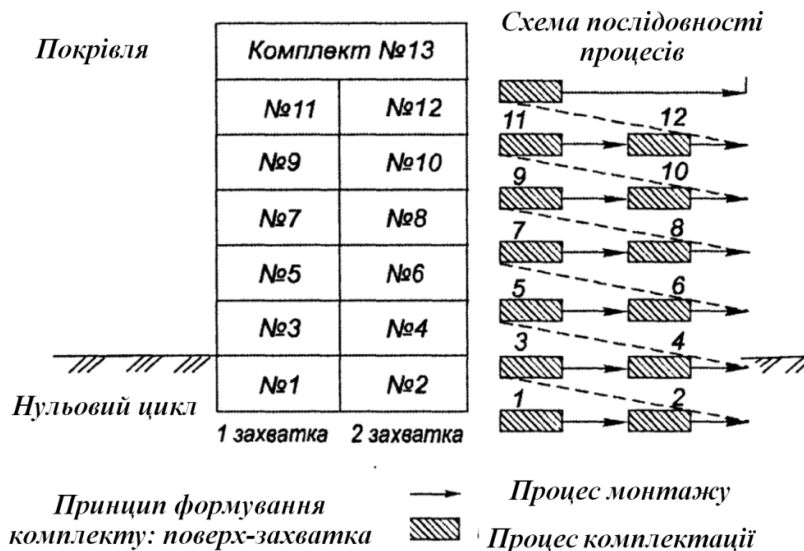 Покрівля
Комплект №13
Схема послідовності
процесів
№11 №12
11 12
№9 №10
9 10
№7 №8
7 8
№5 №6
5 6
№3 №4
3 4
№1 №2
1 2
Нульовий цикл
1 захватка 2 захватка
Принцип формування
комплекту: поверх-захватка
Процес монтажу
Процес комплектації